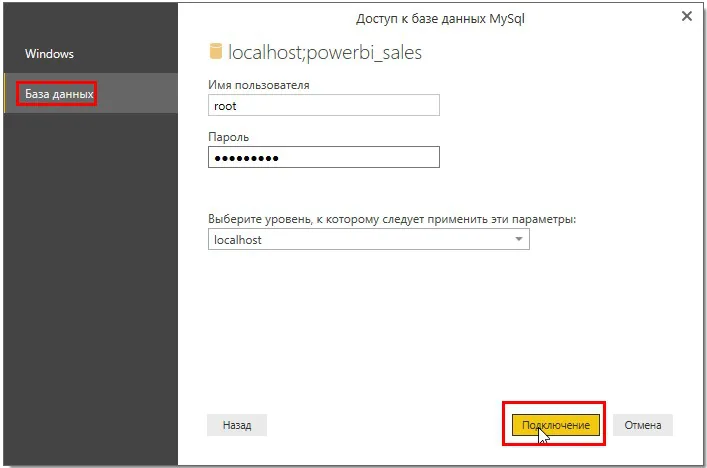 Доступ к базе данных MySql
Windows
База данных
localhost;powerbi_sales
Имя пользователя
root
Пароль
●●●●●●●●●
Выберите уровень, к которому следует применить эти параметры:
localhost
Назад
Подключение
Отмена